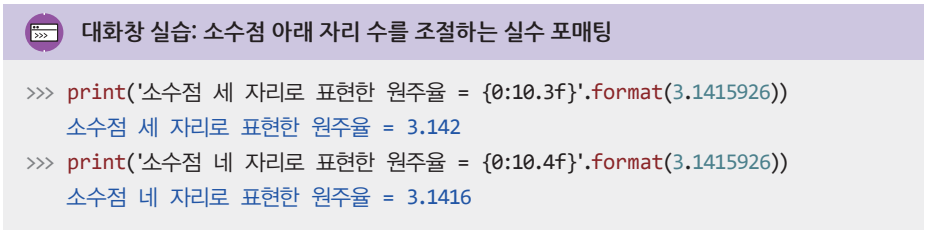 >>> 대화창 실습: 소수점 아래 자리 수를 조절하는 실수 포매팅
>>> print('소수점 세 자리로 표현한 원주율 = {0:10.3f}'.format(3.1415926))
소수점 세 자리로 표현한 원주율 = 3.142
>>> print('소수점 네 자리로 표현한 원주율 = {0:10.4f}'.format(3.1415926))
소수점 네 자리로 표현한 원주율 = 3.1416